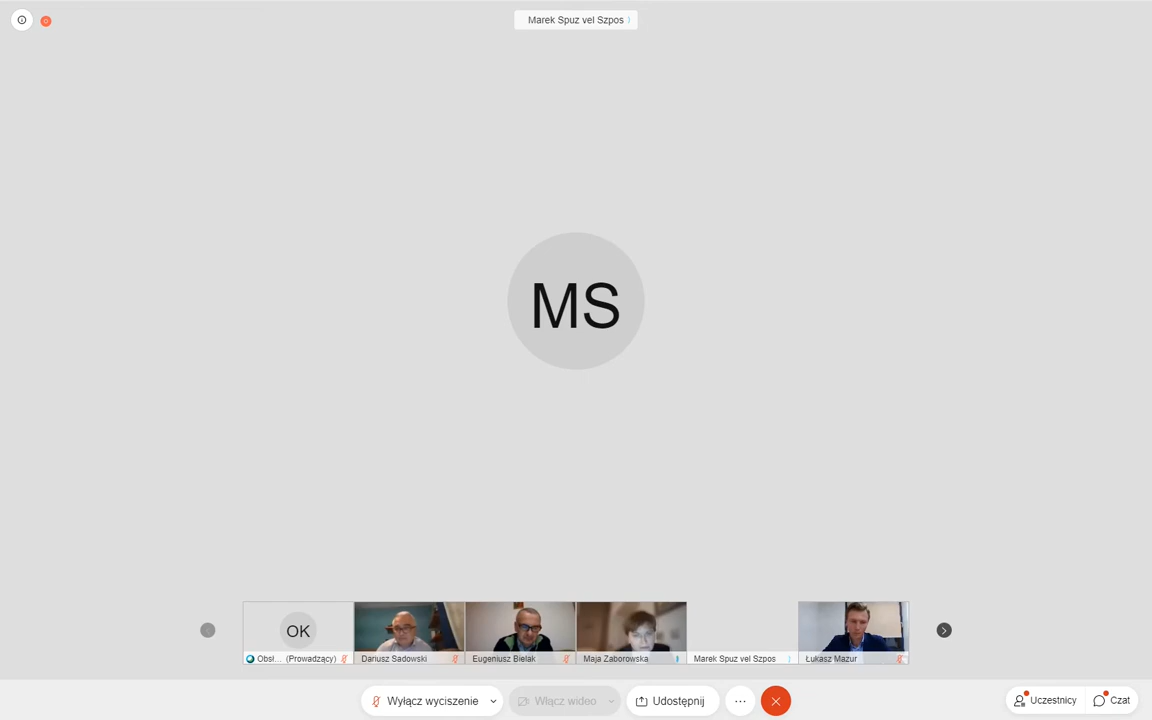 Marek Spuz vel Szpos
MS
OK
Obsł... (Prowadzący)
Dariusz Sadowski
Eugeniusz Bielak
Maja Zaborowska
Marek Spuz vel Szpos
Łukasz Mazur
Wyłącz wyciszenie
Włącz wideo
Udostępnij
Uczestnicy
Czat